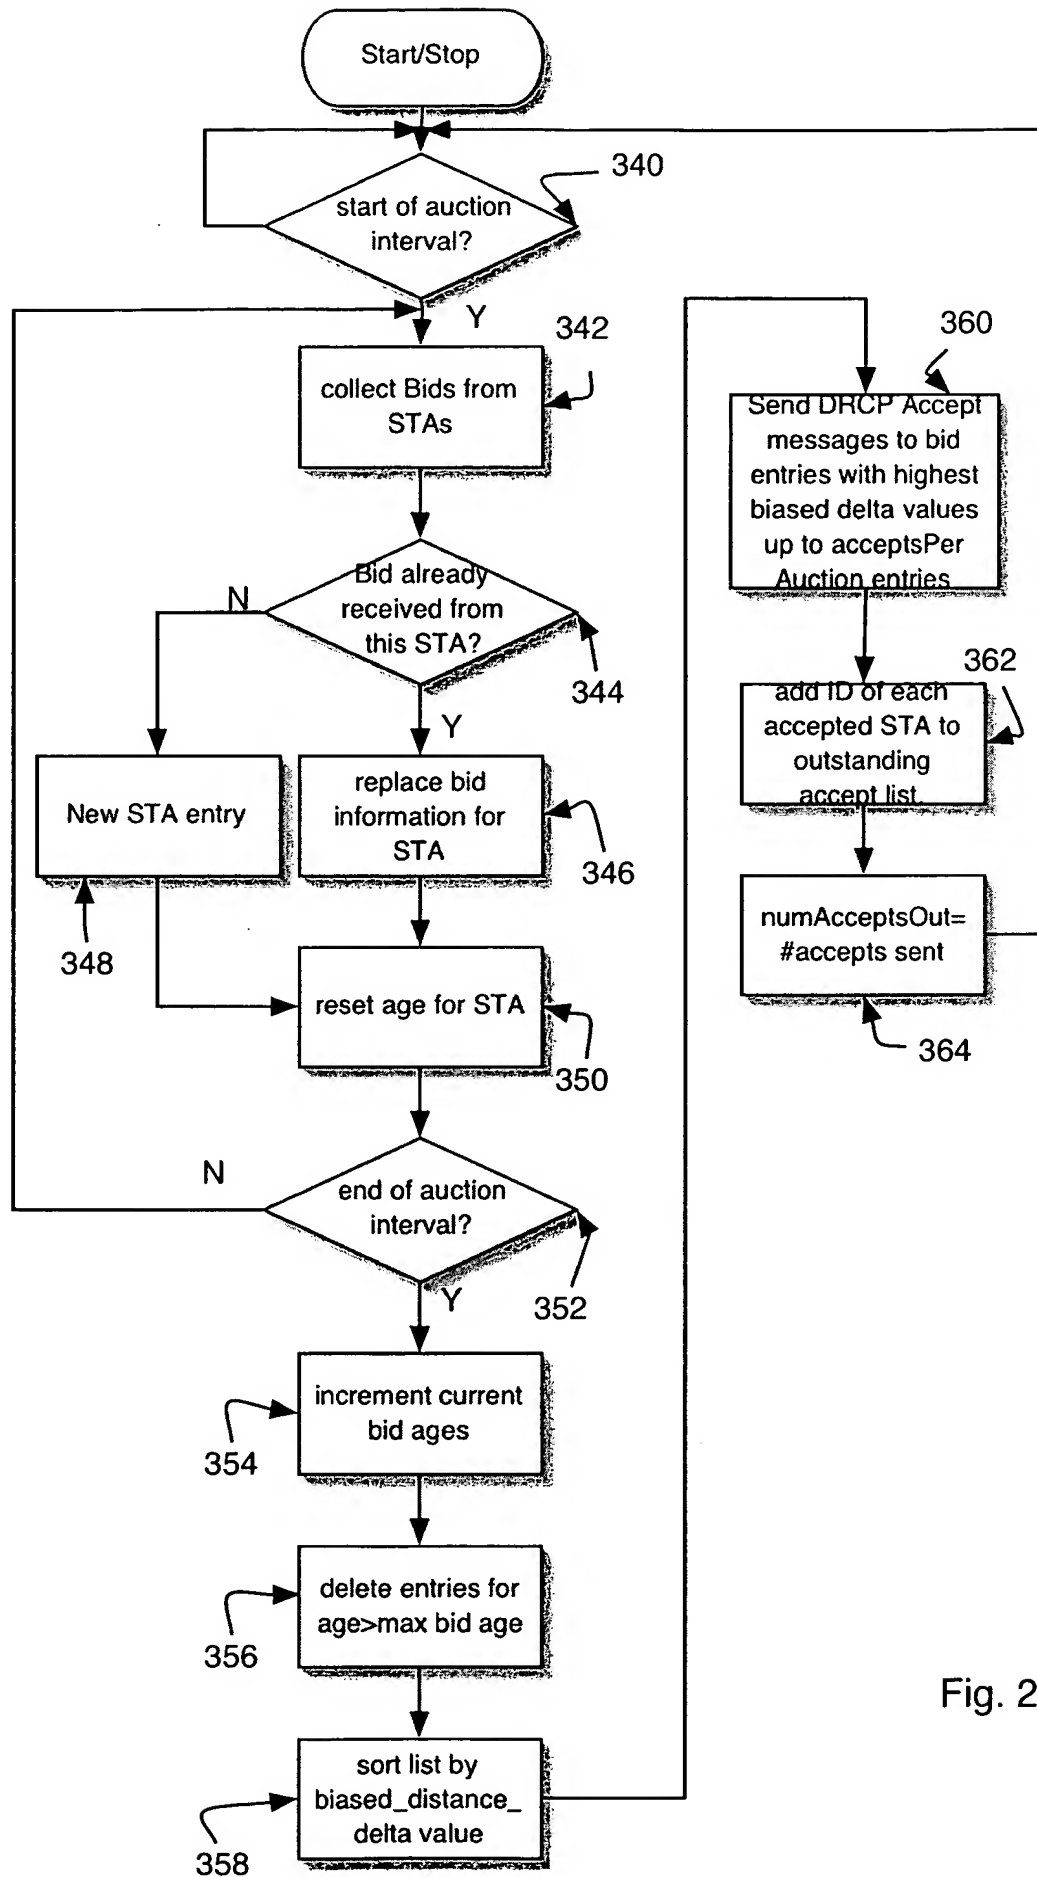 Start/Stop
340
start of auction
interval?
Y
342
collect Bids from
STAs
Bid already
received from
this STA?
N
344
Y
New STA entry
348
replace bid
information for
STA
346
reset age for STA
350
end of auction
interval?
N
352
Y
increment current
bid ages
354
delete entries for
age>max bid age
356
sort list by
biased_distance_
delta value
358
360
Send DRCP Accept
messages to bid
entries with highest
biased delta values
up to acceptsPer
Auction entries
362
add ID of each
accepted STA to
outstanding
accept list.
numAcceptsOut=
#accepts sent
364
Fig. 2